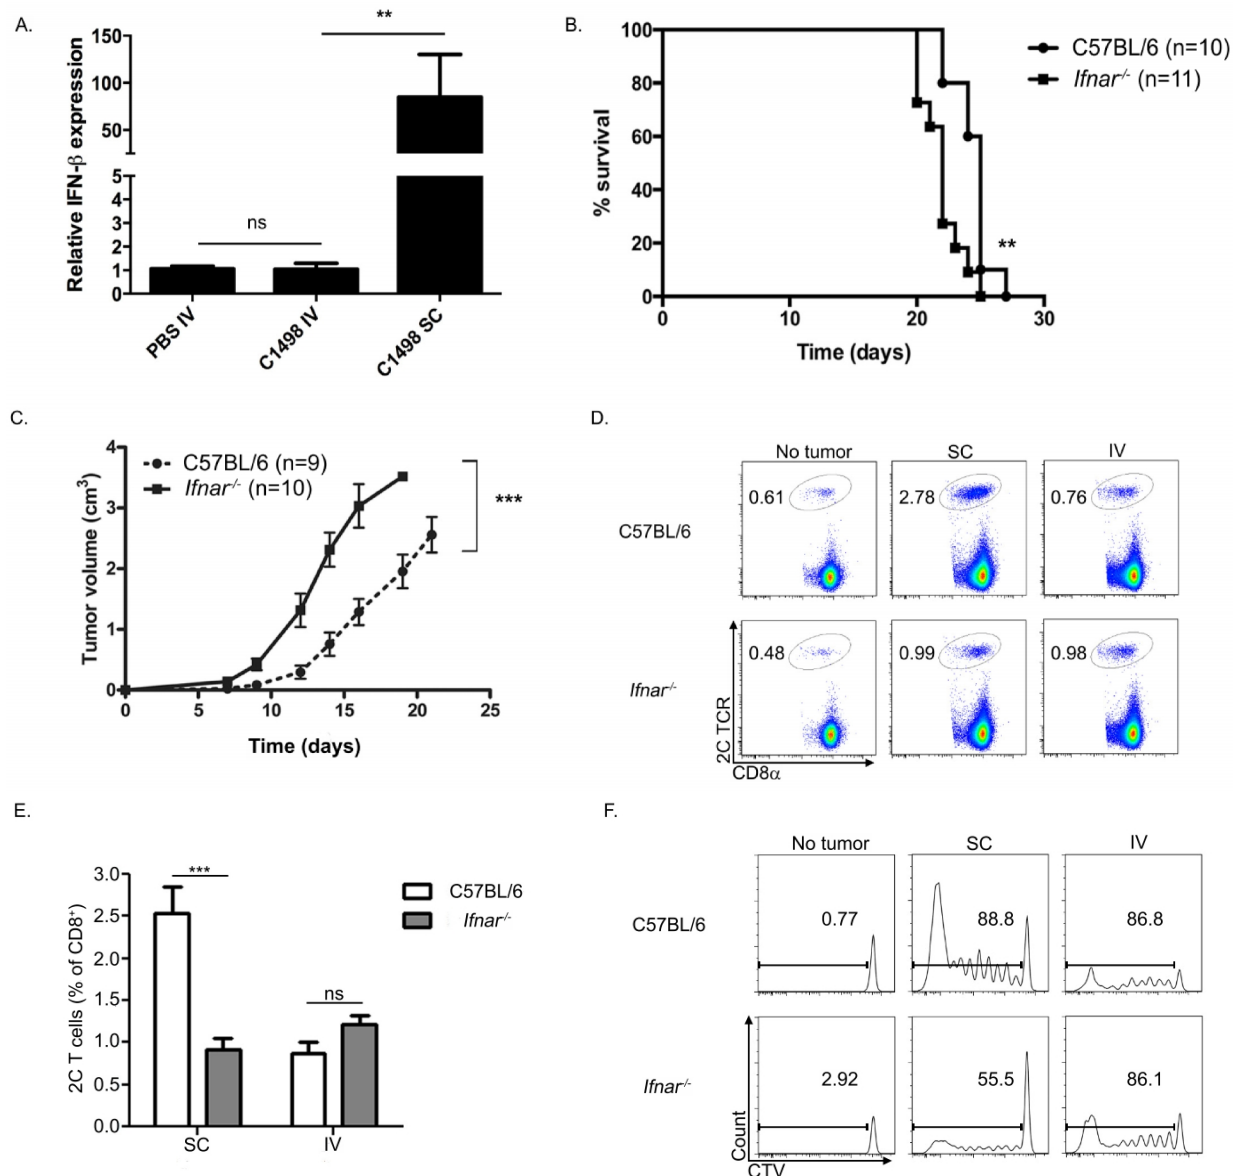 A.
Relative IFN-β expression
150
100
50
5
4
3
2
1
0
ns
**
PBS IV
C1498 IV
C1498 SC
B.
% survival
100
80
60
40
20
0
0 10 20 30
Time (days)
C57BL/6 (n=10)
Ifnar-/- (n=11)
**
C.
Tumor volume (cm³)
4
3
2
1
0
0 5 10 15 20 25
Time (days)
C57BL/6 (n=9)
Ifnar-/- (n=10)
***
D.
No tumor SC IV
C57BL/6
0.61 2.78 0.76
Ifnar-/-
0.48 0.99 0.98
2C TCR
CD8α
E.
2C T cells (% of CD8⁺)
3.0
2.5
2.0
1.5
1.0
0.5
0.0
***
ns
SC IV
C57BL/6
Ifnar-/-
F.
No tumor SC IV
C57BL/6
0.77 88.8 86.8
Ifnar-/-
2.92 55.5 86.1
Count
CTV